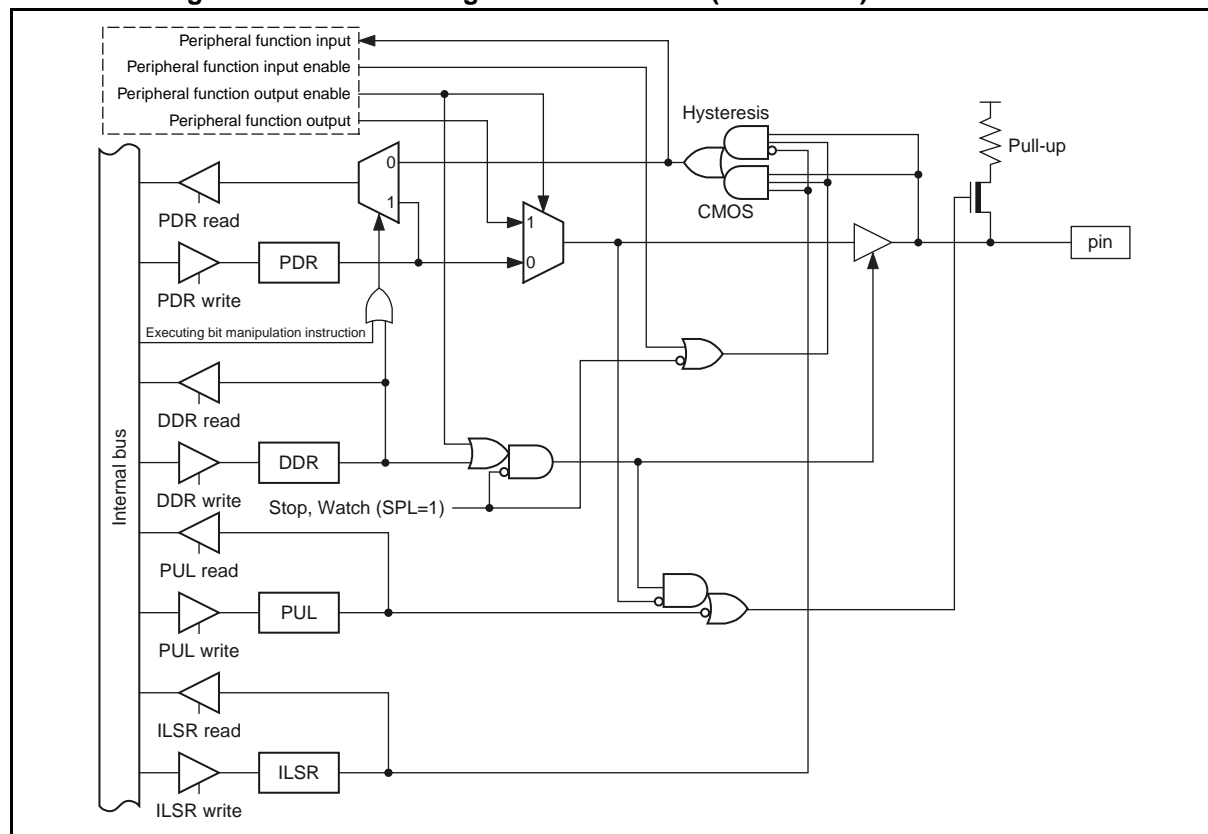 Peripheral function input
Peripheral function input enable
Peripheral function output enable
Peripheral function output
Hysteresis
Pull-up
0
1
CMOS
PDR read
1
0
pin
PDR
PDR write
Executing bit manipulation instruction
DDR read
DDR
DDR write
Stop, Watch (SPL=1)
Internal bus
PUL read
PUL
PUL write
ILSR read
ILSR
ILSR write